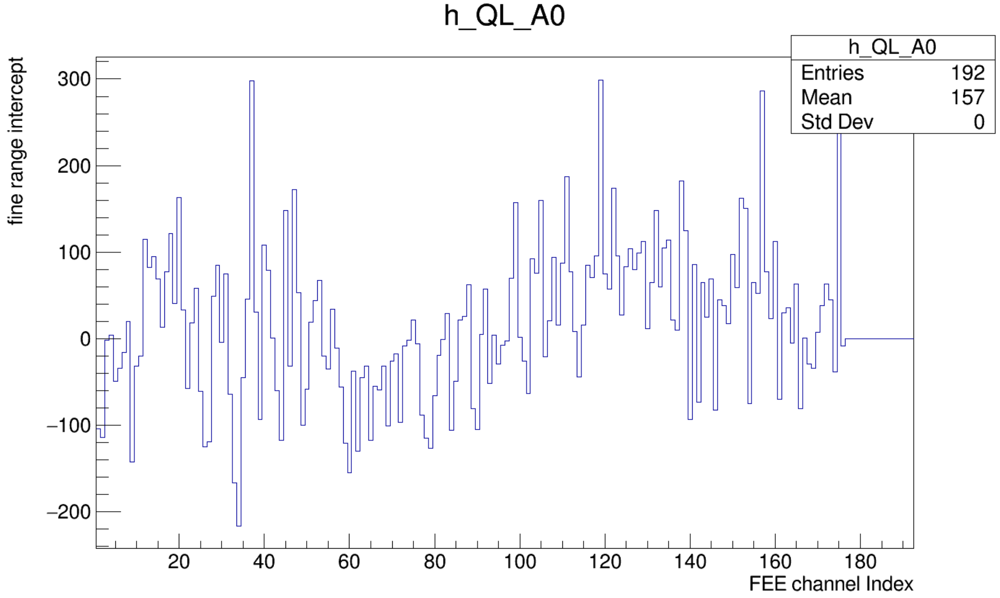 h_QL_A0
h_QL_A0
Entries 192
Mean 157
Std Dev 0
fine range intercept
300
200
100
0
−100
−200
20 40 60 80 100 120 140 160 180
FEE channel Index